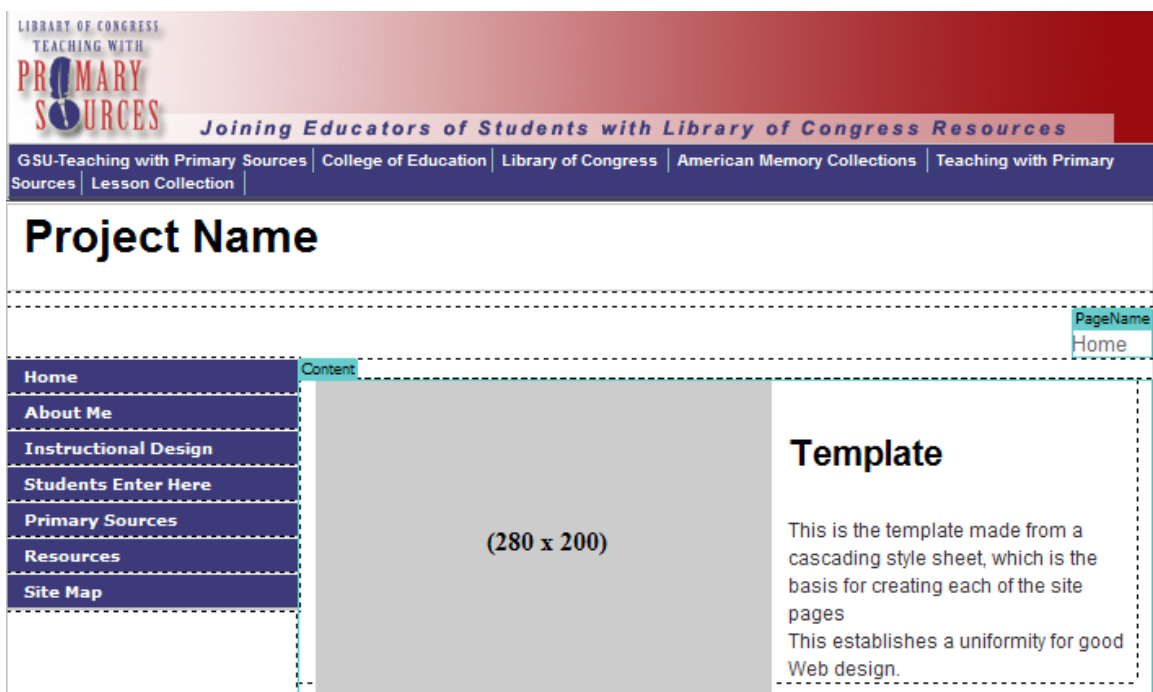 LIBRARY OF CONGRESS
TEACHING WITH
PRIMARY
SOURCES
Joining Educators of Students with Library of Congress Resources
GSU-Teaching with Primary Sources College of Education Library of Congress American Memory Collections Teaching with Primary
Sources Lesson Collection
Project Name
PageName
Home
Content
Home
About Me
Instructional Design
Students Enter Here
Primary Sources
Resources
Site Map
(280 x 200)
Template
This is the template made from a
cascading style sheet, which is the
basis for creating each of the site
pages
This establishes a uniformity for good
Web design.